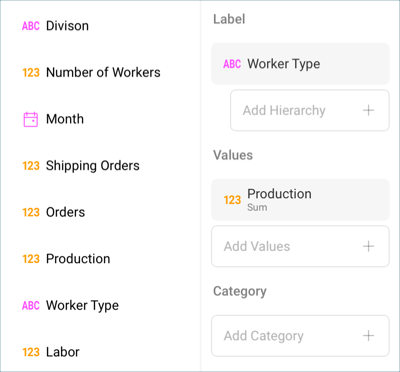 ABC Divison
123 Number of Workers
Month
123 Shipping Orders
123 Orders
123 Production
ABC Worker Type
123 Labor
Label
ABC Worker Type
Add Hierarchy
Values
123 Production
Sum
Add Values
Category
Add Category